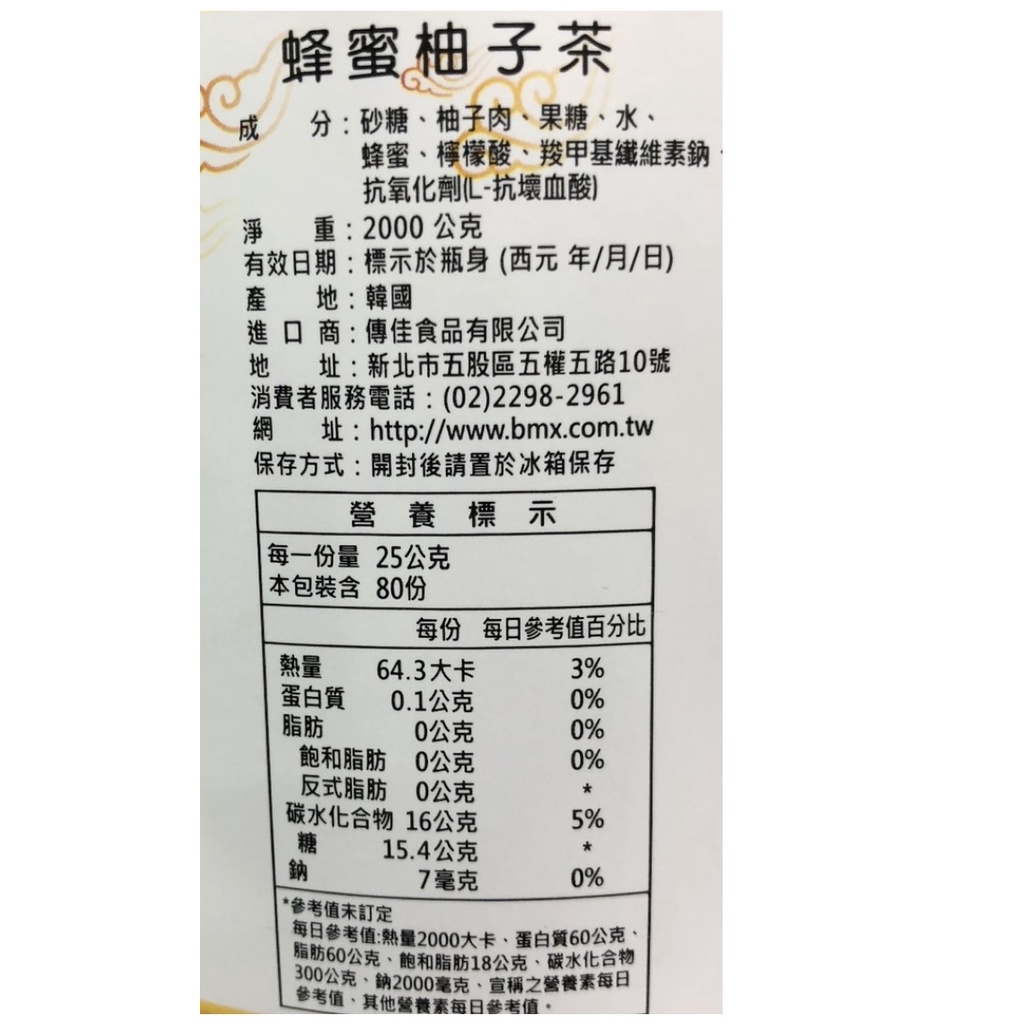 蜂蜜柚子茶
成 分：砂糖、柚子肉、果糖、水、
蜂蜜、檸檬酸、羧甲基纖維素鈉、
抗氧化劑(L-抗壞血酸)
淨 重：2000 公克
有效日期：標示於瓶身 (西元 年/月/日)
產 地：韓國
進 口 商：傳佳食品有限公司
地 址：新北市五股區五權五路10號
消費者服務電話：(02)2298-2961
網 址：http://www.bmx.com.tw
保存方式：開封後請置於冰箱保存
營 養 標 示
每一份量 25公克
本包裝含 80份
每份 每日參考值百分比
熱量 64.3大卡 3%
蛋白質 0.1公克 0%
脂肪 0公克 0%
飽和脂肪 0公克 0%
反式脂肪 0公克 *
碳水化合物 16公克 5%
糖 15.4公克 *
鈉 7毫克 0%
*參考值未訂定
每日參考值:熱量2000大卡、蛋白質60公克、
脂肪60公克、飽和脂肪18公克、碳水化合物
300公克、鈉2000毫克、宣稱之營養素每日
參考值、其他營養素每日參考值。